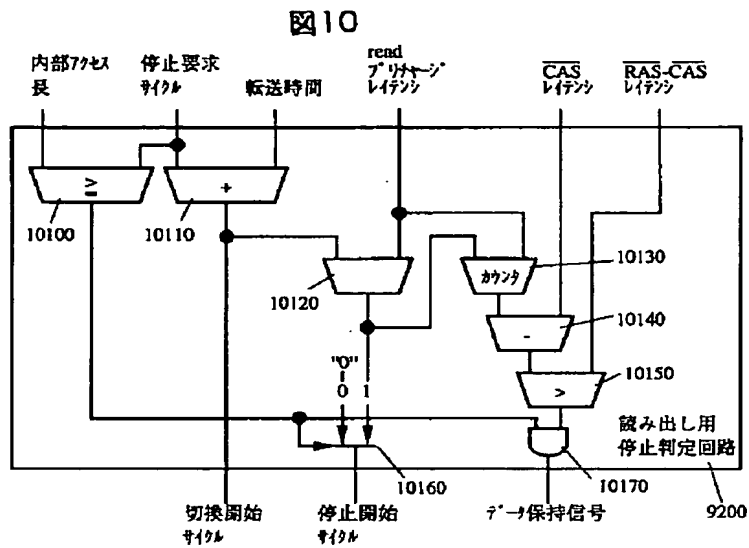 図10
内部アクセス長
停止要求サイクル
転送時間
read プリチャージレイテンシ
CAS レイテンシ
RAS-CAS レイテンシ
≧
+
10100
10110
10120
カウンタ
10130
-
10140
>
10150
"0"
0
1
10160
10170
読み出し用
停止判定回路
9200
切換開始サイクル
停止開始サイクル
データ保持信号